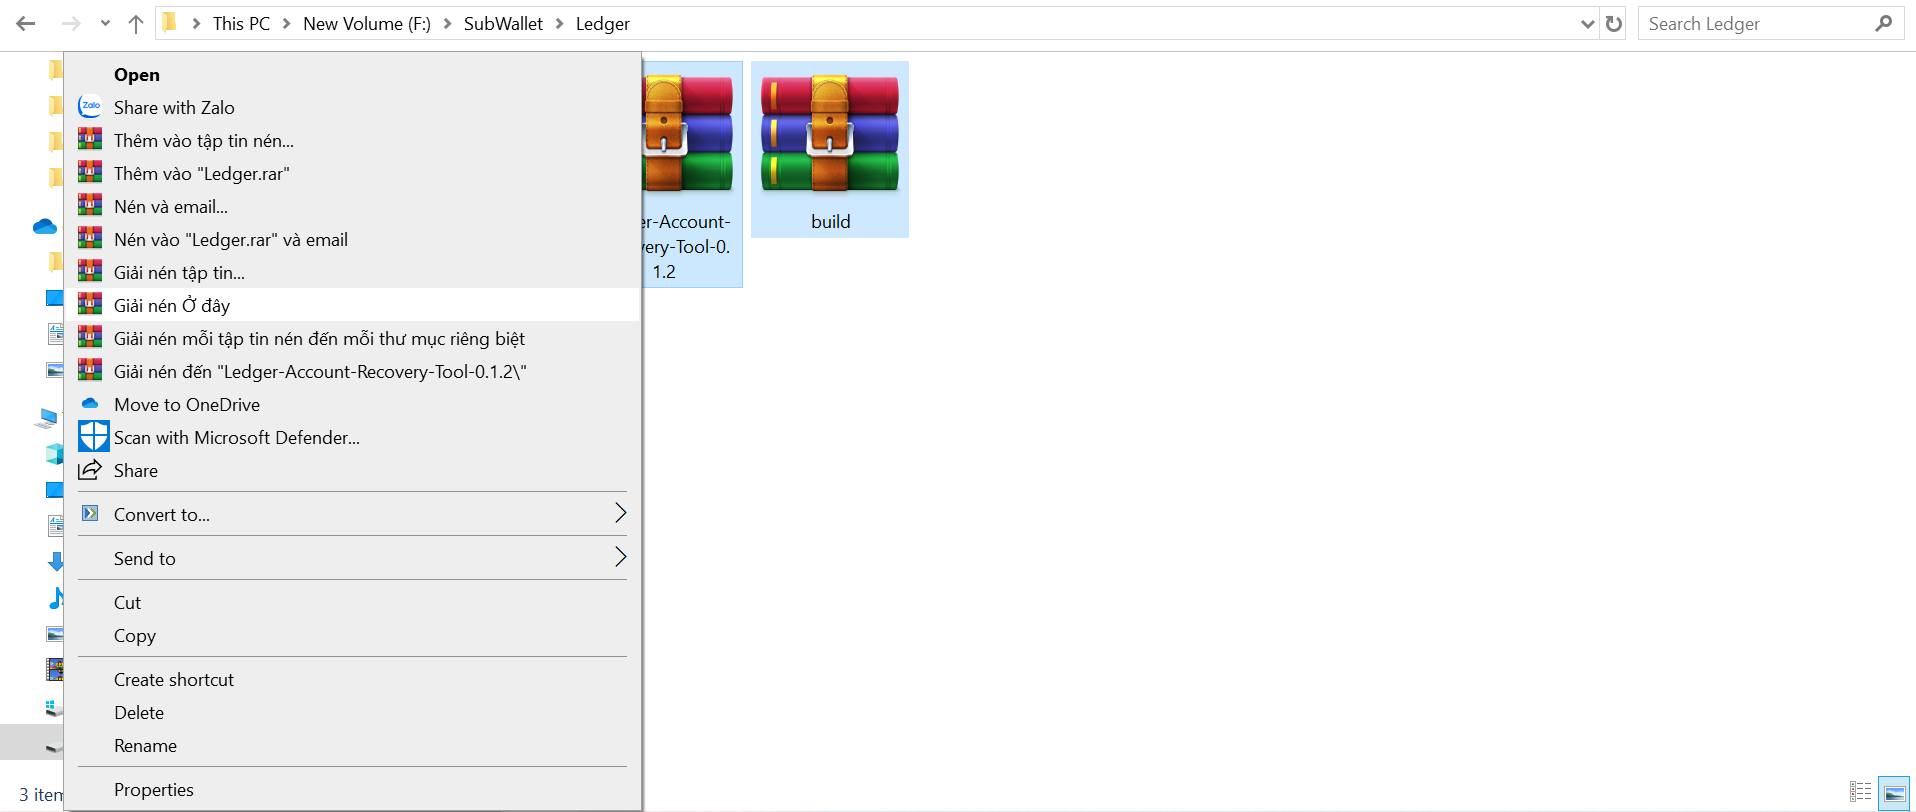 This PC > New Volume (F:) > SubWallet > Ledger
Search Ledger
Open
Zalo
Share with Zalo
Thêm vào tập tin nén...
Thêm vào "Ledger.rar"
Nén và email...
Nén vào "Ledger.rar" và email
Giải nén tập tin...
Giải nén Ở đây
Giải nén mỗi tập tin nén đến mỗi thư mục riêng biệt
Giải nén đến "Ledger-Account-Recovery-Tool-0.1.2\"
Move to OneDrive
Scan with Microsoft Defender...
Share
Convert to...
Send to
Cut
Copy
Create shortcut
Delete
Rename
Properties
er-Account-
very-Tool-0.
1.2
build
3 item